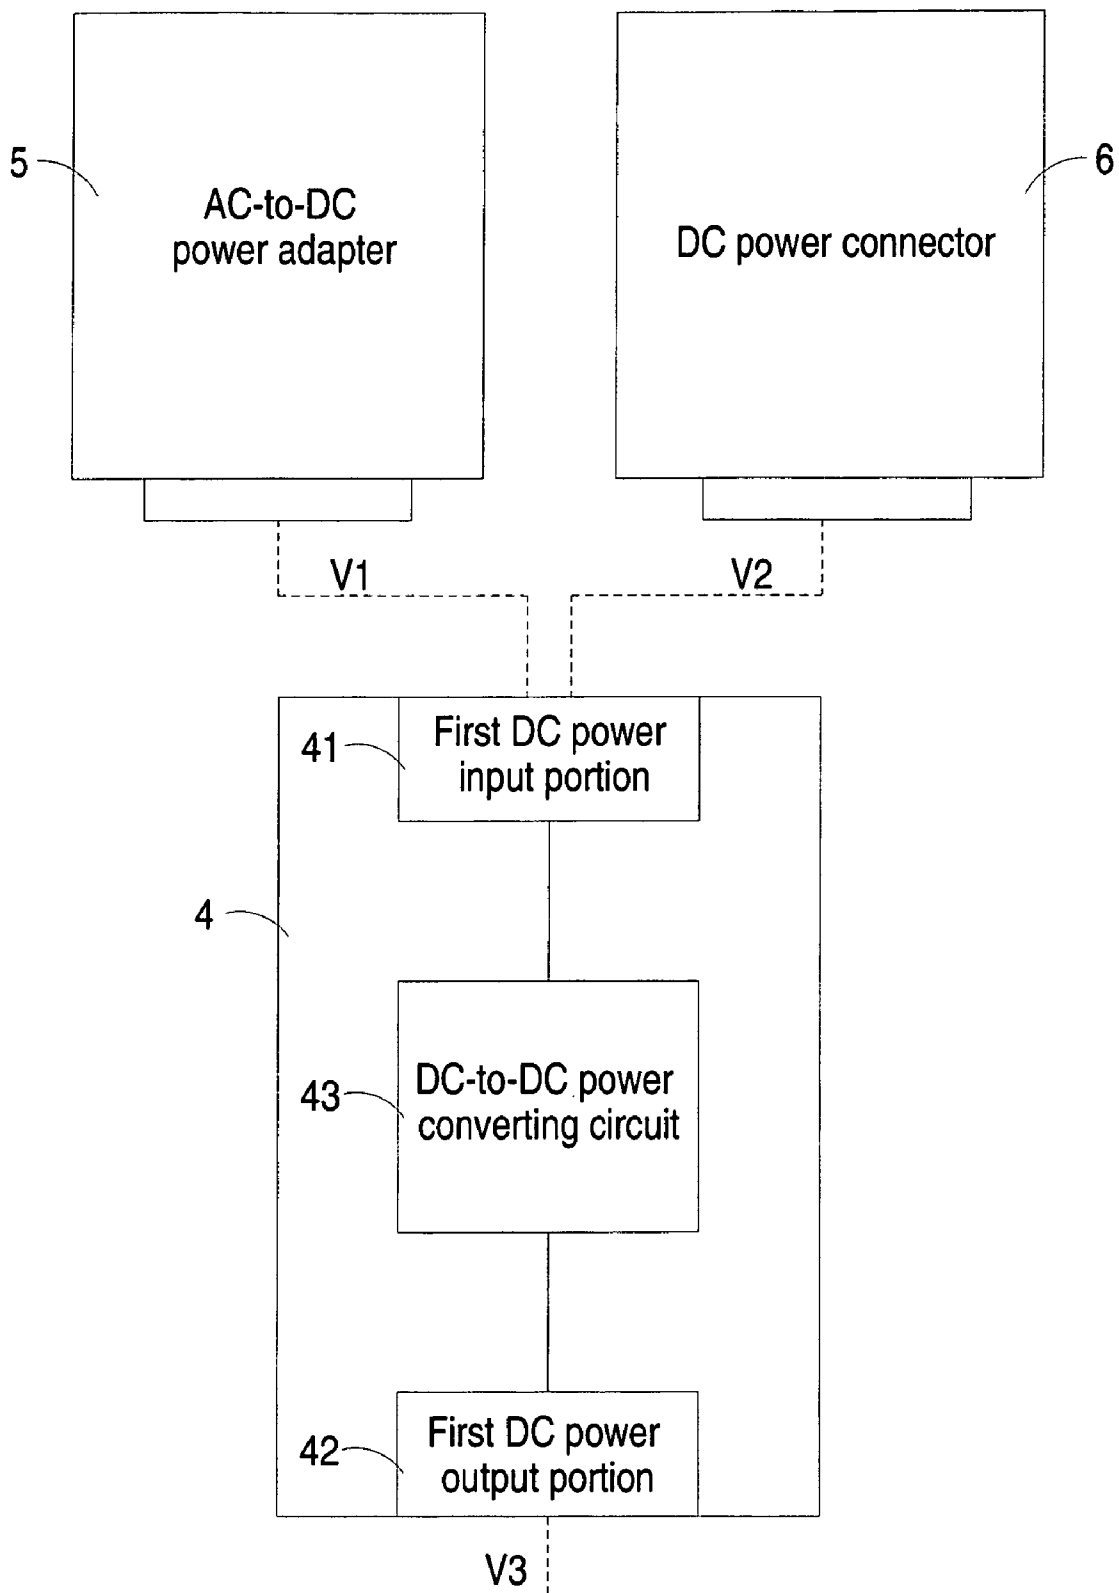 5
AC-to-DC
power adapter
6
DC power connector
V1
V2
41
First DC power
input portion
4
43
DC-to-DC power
converting circuit
42
First DC power
output portion
V3